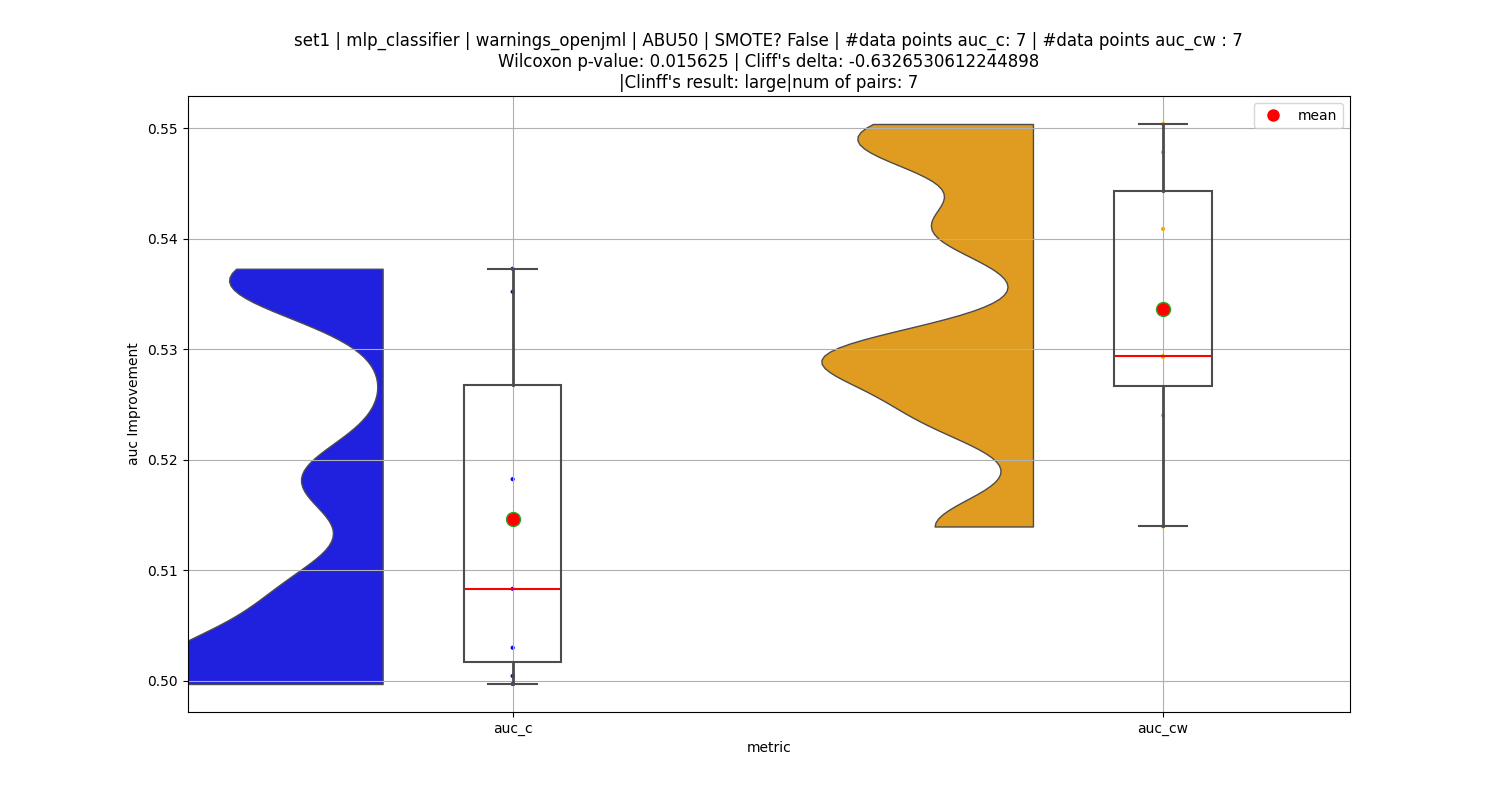 set1 | mlp_classifier | warnings_openjml | ABU50 | SMOTE? False | #data points auc_c: 7 | #data points auc_cw : 7
Wilcoxon p-value: 0.015625 | Cliff's delta: -0.6326530612244898
|Clinff's result: large|num of pairs: 7
mean
0.55
0.54
0.53
0.52
0.51
0.50
auc Improvement
auc_c
auc_cw
metric